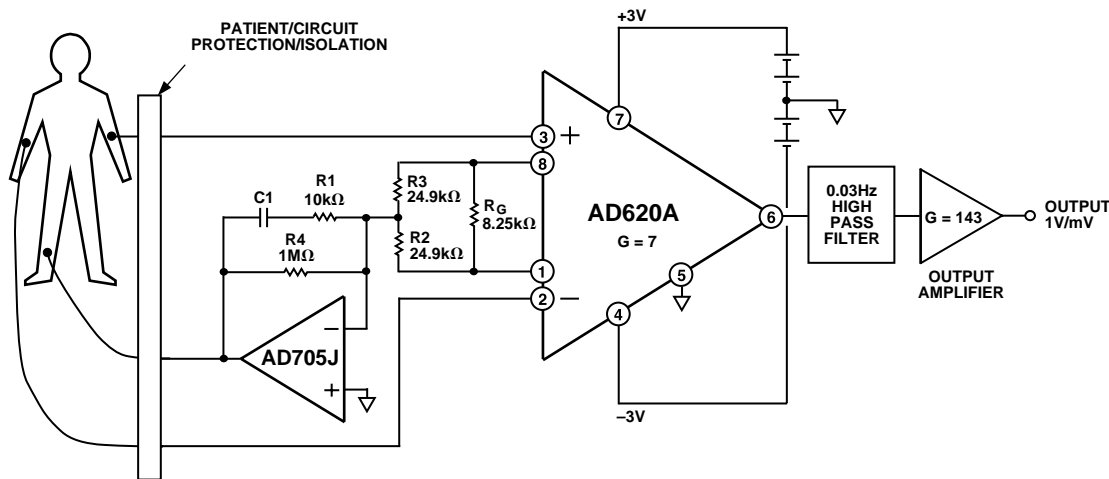 PATIENT/CIRCUIT
PROTECTION/ISOLATION
+3V
7
3
+
8
R1
10kΩ
C1
R3
24.9kΩ
RG
8.25kΩ
R4
1MΩ
R2
24.9kΩ
AD620A
G = 7
6
0.03Hz
HIGH
PASS
FILTER
G = 143
OUTPUT
1V/mV
OUTPUT
AMPLIFIER
1
2
–
5
4
–
AD705J
+
–3V